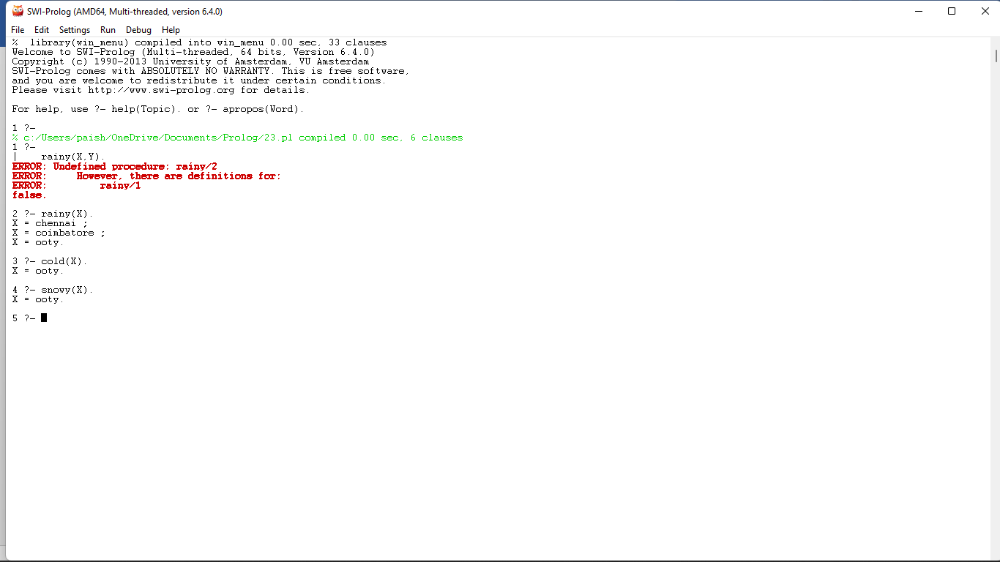 SWI-Prolog (AMD64, Multi-threaded, version 6.4.0)
File Edit Settings Run Debug Help
%  library(win_menu) compiled into win_menu 0.00 sec, 33 clauses
Welcome to SWI-Prolog (Multi-threaded, 64 bits, Version 6.4.0)
Copyright (c) 1990-2013 University of Amsterdam, VU Amsterdam
SWI-Prolog comes with ABSOLUTELY NO WARRANTY. This is free software,
and you are welcome to redistribute it under certain conditions.
Please visit http://www.swi-prolog.org for details.
For help, use ?- help(Topic). or ?- apropos(Word).
1 ?-
% c:/Users/paish/OneDrive/Documents/Prolog/23.pl compiled 0.00 sec, 6 clauses
1 ?-
|    rainy(X,Y).
ERROR: Undefined procedure: rainy/2
ERROR:     However, there are definitions for:
ERROR:         rainy/1
false.
2 ?- rainy(X).
X = chennai ;
X = coimbatore ;
X = ooty.
3 ?- cold(X).
X = ooty.
4 ?- snowy(X).
X = ooty.
5 ?-